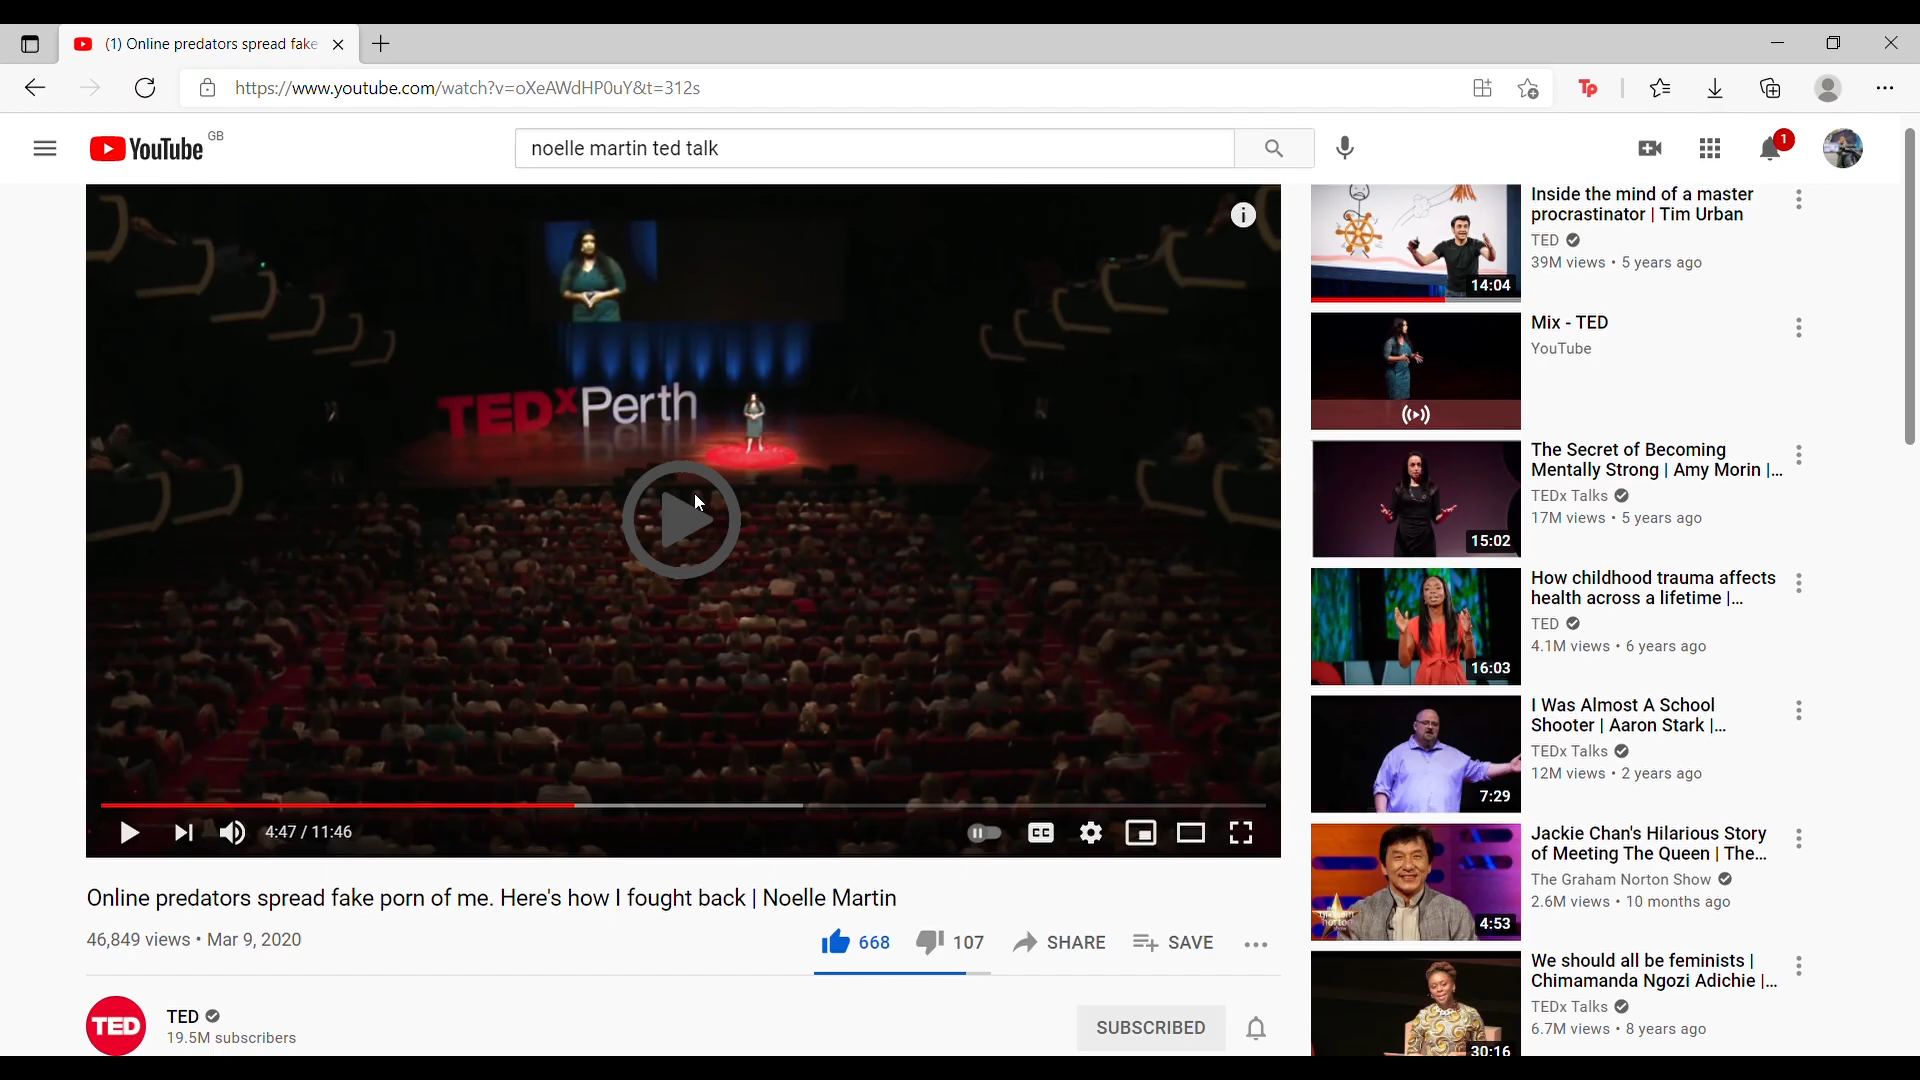 (1) Online predators spread fake
https://www.youtube.com/watch?v=oXeAWdHP0uY&t=312s
Tp
YouTube GB
noelle martin ted talk
1
TEDxPerth
4:47 / 11:46
CC
Online predators spread fake porn of me. Here's how I fought back | Noelle Martin
46,849 views • Mar 9, 2020
668
107
SHARE
SAVE
TED
TED
19.5M subscribers
SUBSCRIBED
Inside the mind of a master
procrastinator | Tim Urban
TED
39M views • 5 years ago
14:04
Mix - TED
YouTube
The Secret of Becoming
Mentally Strong | Amy Morin |...
TEDx Talks
17M views • 5 years ago
15:02
How childhood trauma affects
health across a lifetime |...
TED
4.1M views • 6 years ago
16:03
I Was Almost A School
Shooter | Aaron Stark |...
TEDx Talks
12M views • 2 years ago
7:29
Jackie Chan's Hilarious Story
of Meeting The Queen | The...
The Graham Norton Show
2.6M views • 10 months ago
4:53
We should all be feminists |
Chimamanda Ngozi Adichie |...
TEDx Talks
6.7M views • 8 years ago
30:16